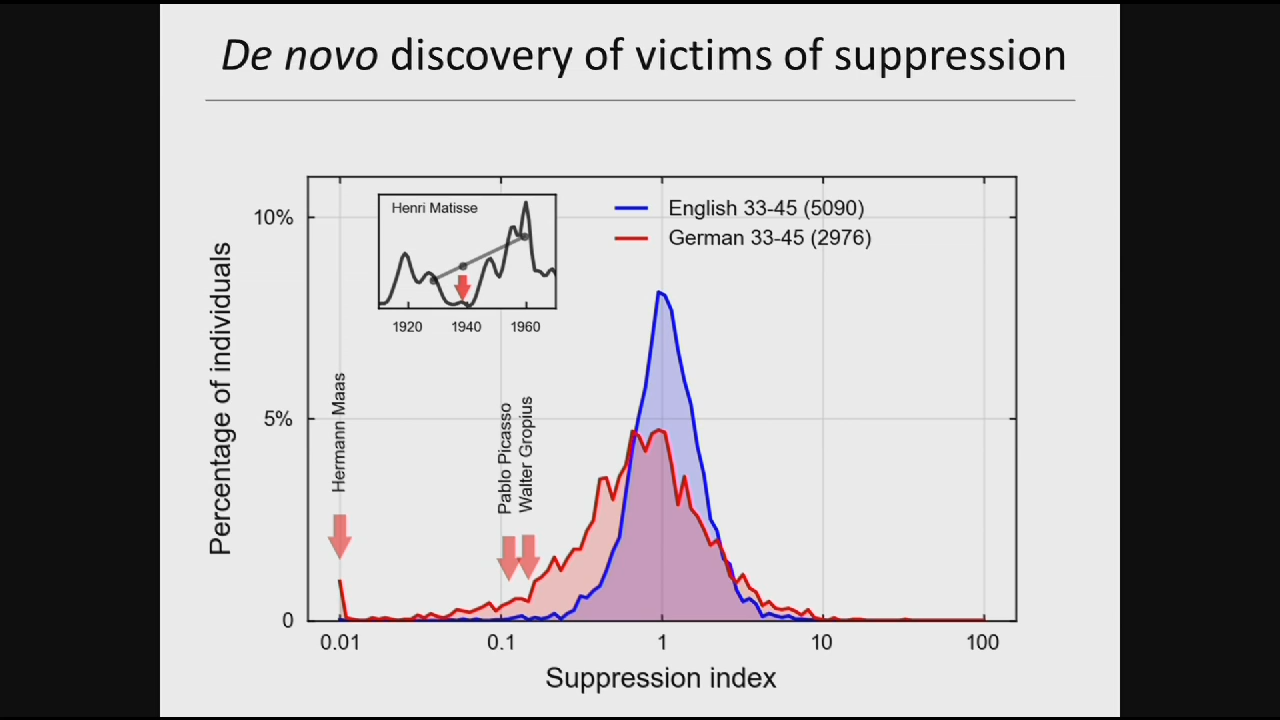 De novo discovery of victims of suppression
Henri Matisse
1920 1940 1960
English 33-45 (5090)
German 33-45 (2976)
Percentage of individuals
10%
5%
0
Hermann Maas
Pablo Picasso
Walter Gropius
0.01 0.1 1 10 100
Suppression index